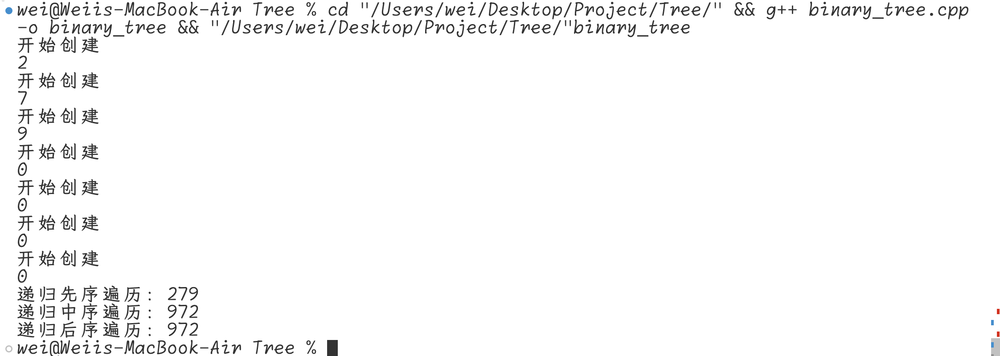 wei@Weiis-MacBook-Air Tree % cd "/Users/wei/Desktop/Project/Tree/" && g++ binary_tree.cpp
-o binary_tree && "/Users/wei/Desktop/Project/Tree/"binary_tree
开始创建
2
开始创建
7
开始创建
9
开始创建
0
开始创建
0
开始创建
0
开始创建
0
递归先序遍历: 279
递归中序遍历: 972
递归后序遍历: 972
wei@Weiis-MacBook-Air Tree %